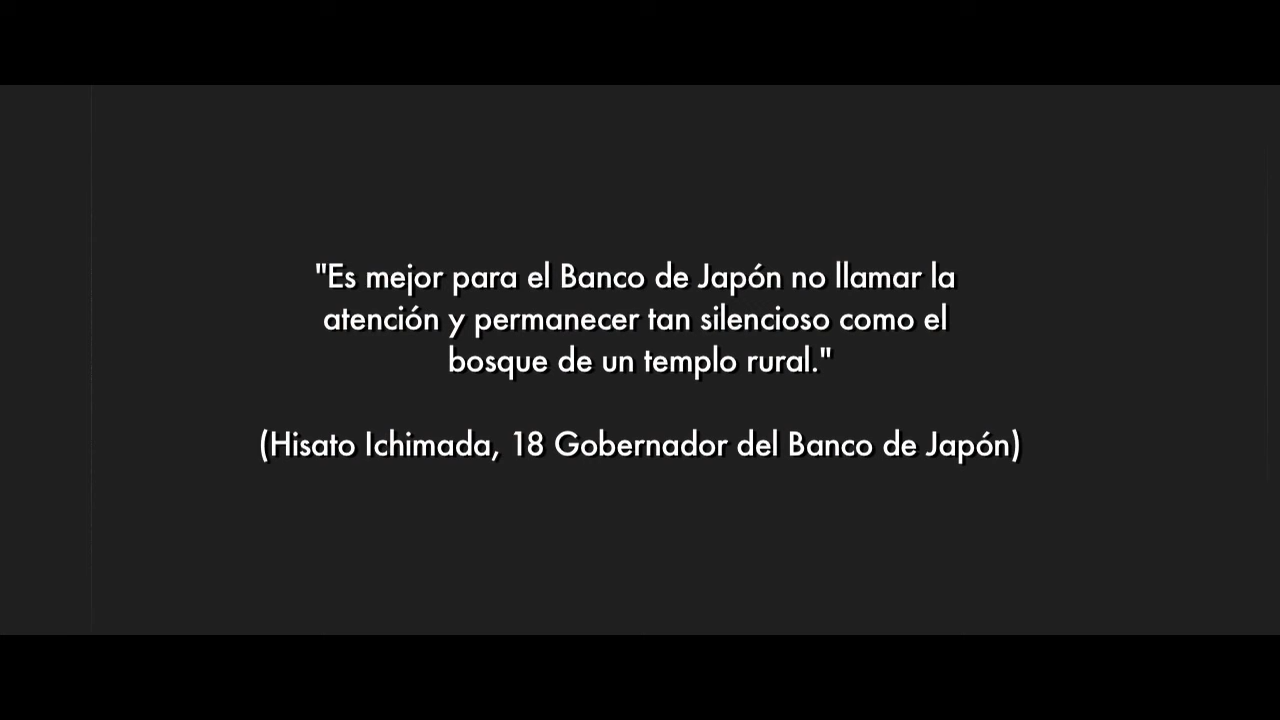 "Es mejor para el Banco de Japón no llamar la
atención y permanecer tan silencioso como el
bosque de un templo rural."
(Hisato Ichimada, 18 Gobernador del Banco de Japón)